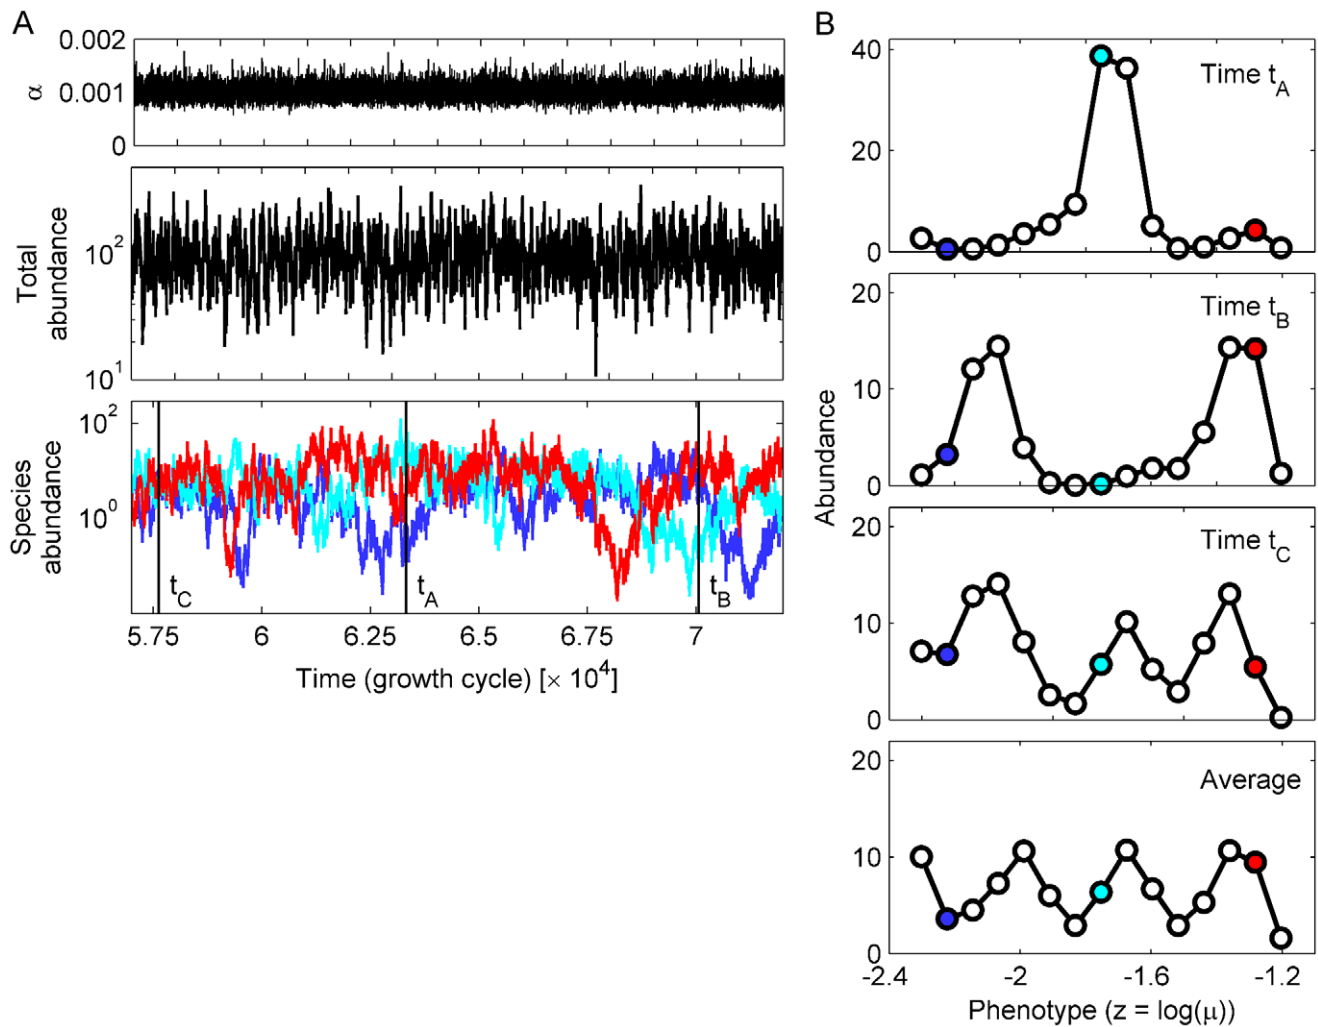 A
0.002
0.001
0
α
10^2
10^1
Total
abundance
10^2
10^0
Species
abundance
t_C
t_A
t_B
5.75
6
6.25
6.5
6.75
7
Time (growth cycle) [× 10^4]
B
40
20
0
Time t_A
20
10
0
Time t_B
20
10
0
Time t_C
20
10
0
Average
Abundance
-2.4
-2
-1.6
-1.2
Phenotype (z = log(μ))